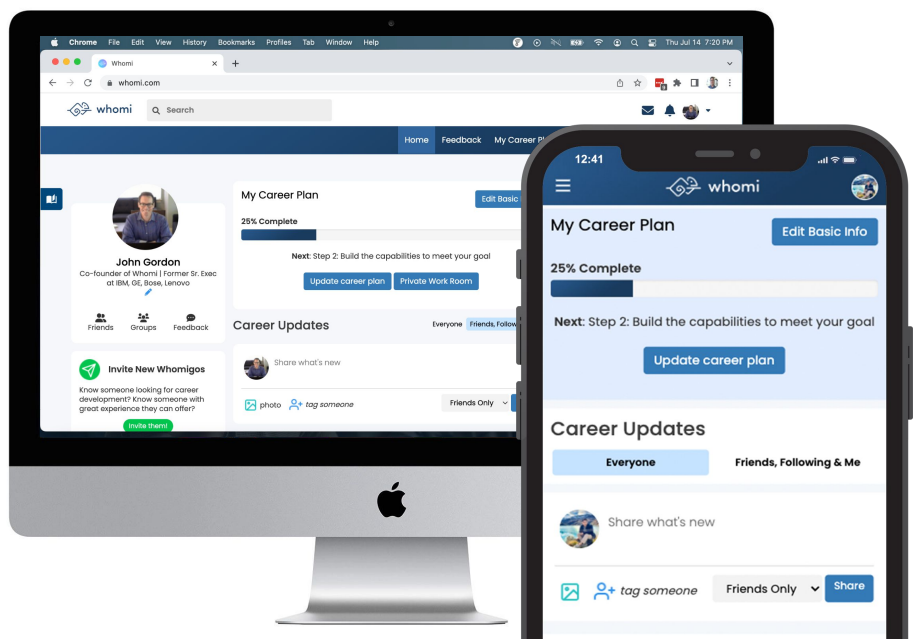 Chrome File Edit View History Bookmarks Profiles Tab Window Help
Thu Jul 14 7:20 PM
Whomi
whomi.com
whomi
Search
Home Feedback My Career
My Career Plan
Edit Basic
25% Complete
Next: Step 2: Build the capabilities to meet your goal
Update career plan Private Work Room
John Gordon
Co-founder of Whomi | Former Sr. Exec
at IBM, GE, Bose, Lenovo
Friends Groups Feedback
Career Updates
Everyone Friends,
Share what's new
photo tag someone
Friends Only
Invite New Whomigos
Know someone looking for career
development? Know someone with
great experience they can offer?
Invite them!
12:41
whomi
My Career Plan
Edit Basic Info
25% Complete
Next: Step 2: Build the capabilities to meet your goal
Update career plan
Career Updates
Everyone Friends, Following & Me
Share what's new
tag someone
Friends Only
Share